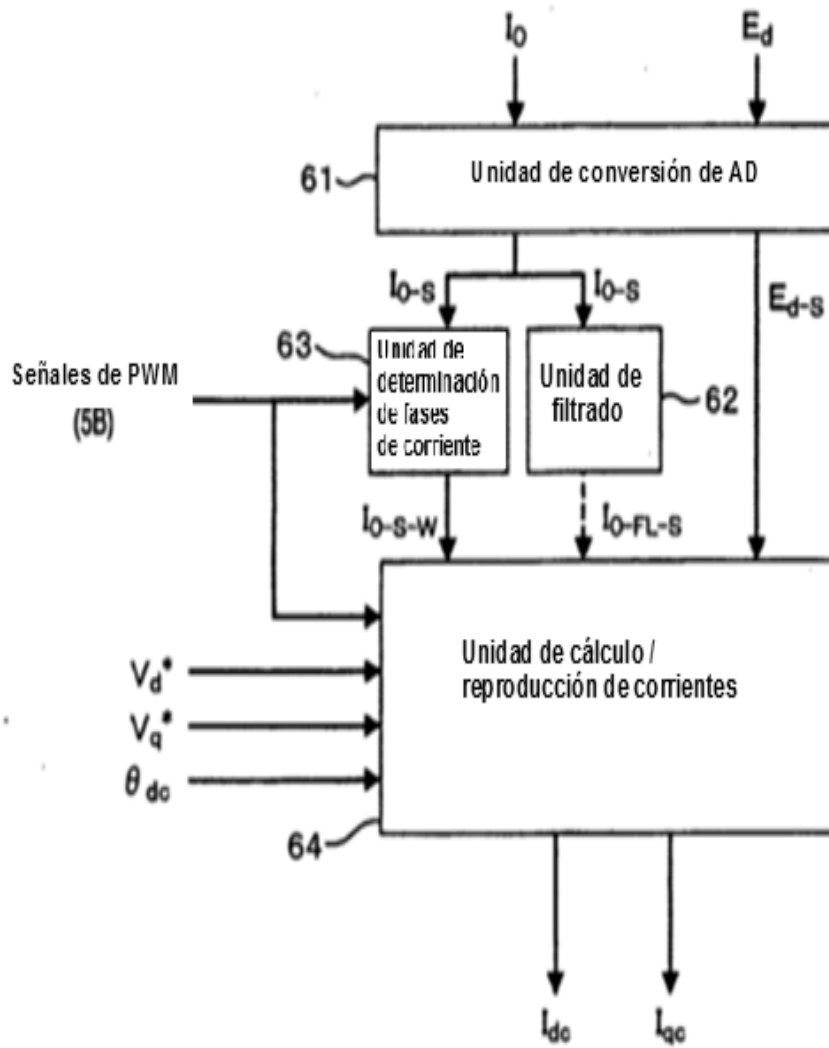 I0 Ed
61 Unidad de conversión de AD
I0-S I0-S Ed-S
63 Unidad de
determinación
de fases
de corriente
Unidad de
filtrado
62
Señales de PWM
(5B)
I0-S-W I0-FL-S
Unidad de cálculo /
reproducción de corrientes
Vd*
Vq*
θdc
64
Idc Iqc